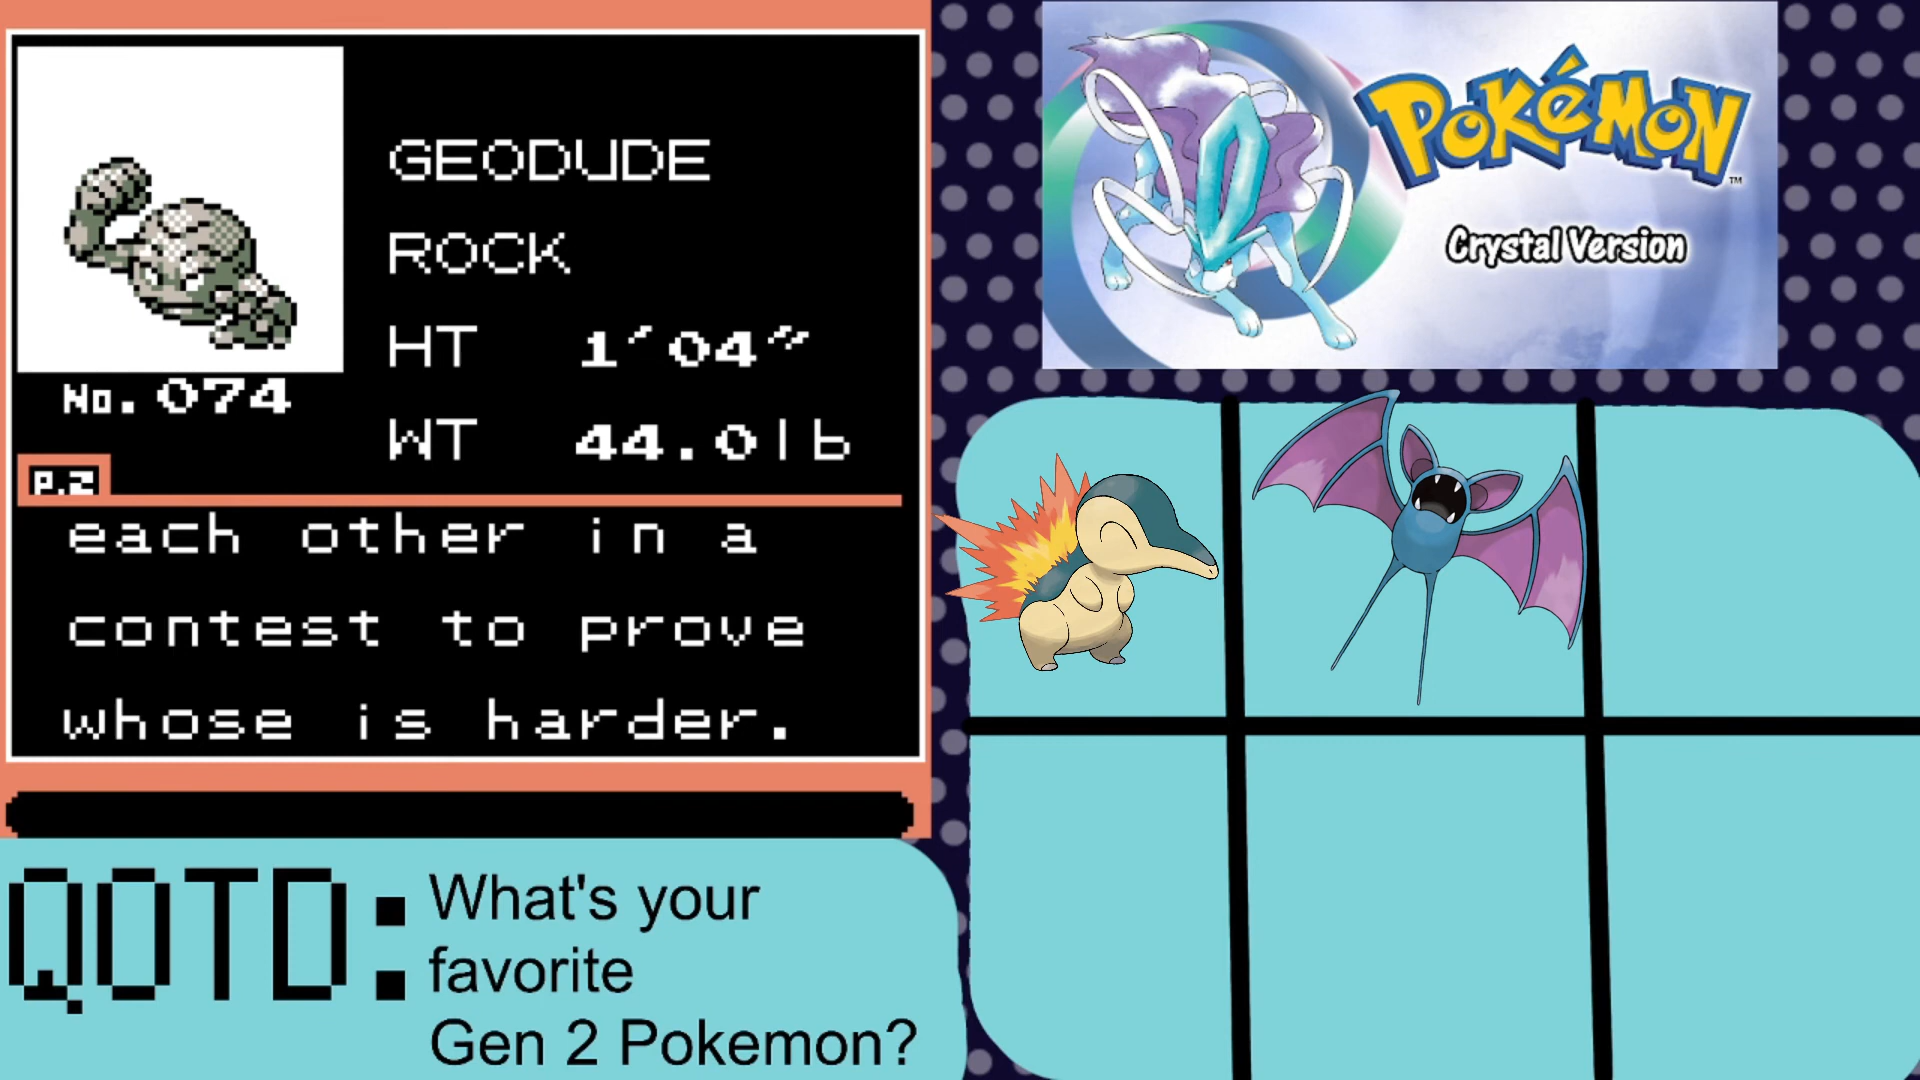 GEODUDE
ROCK
HT 1′04″
No. 074
WT 44.0lb
P.2
each other in a
contest to prove
whose is harder.
POKéMON
TM
Crystal Version
QOTD:
What's your
favorite
Gen 2 Pokemon?